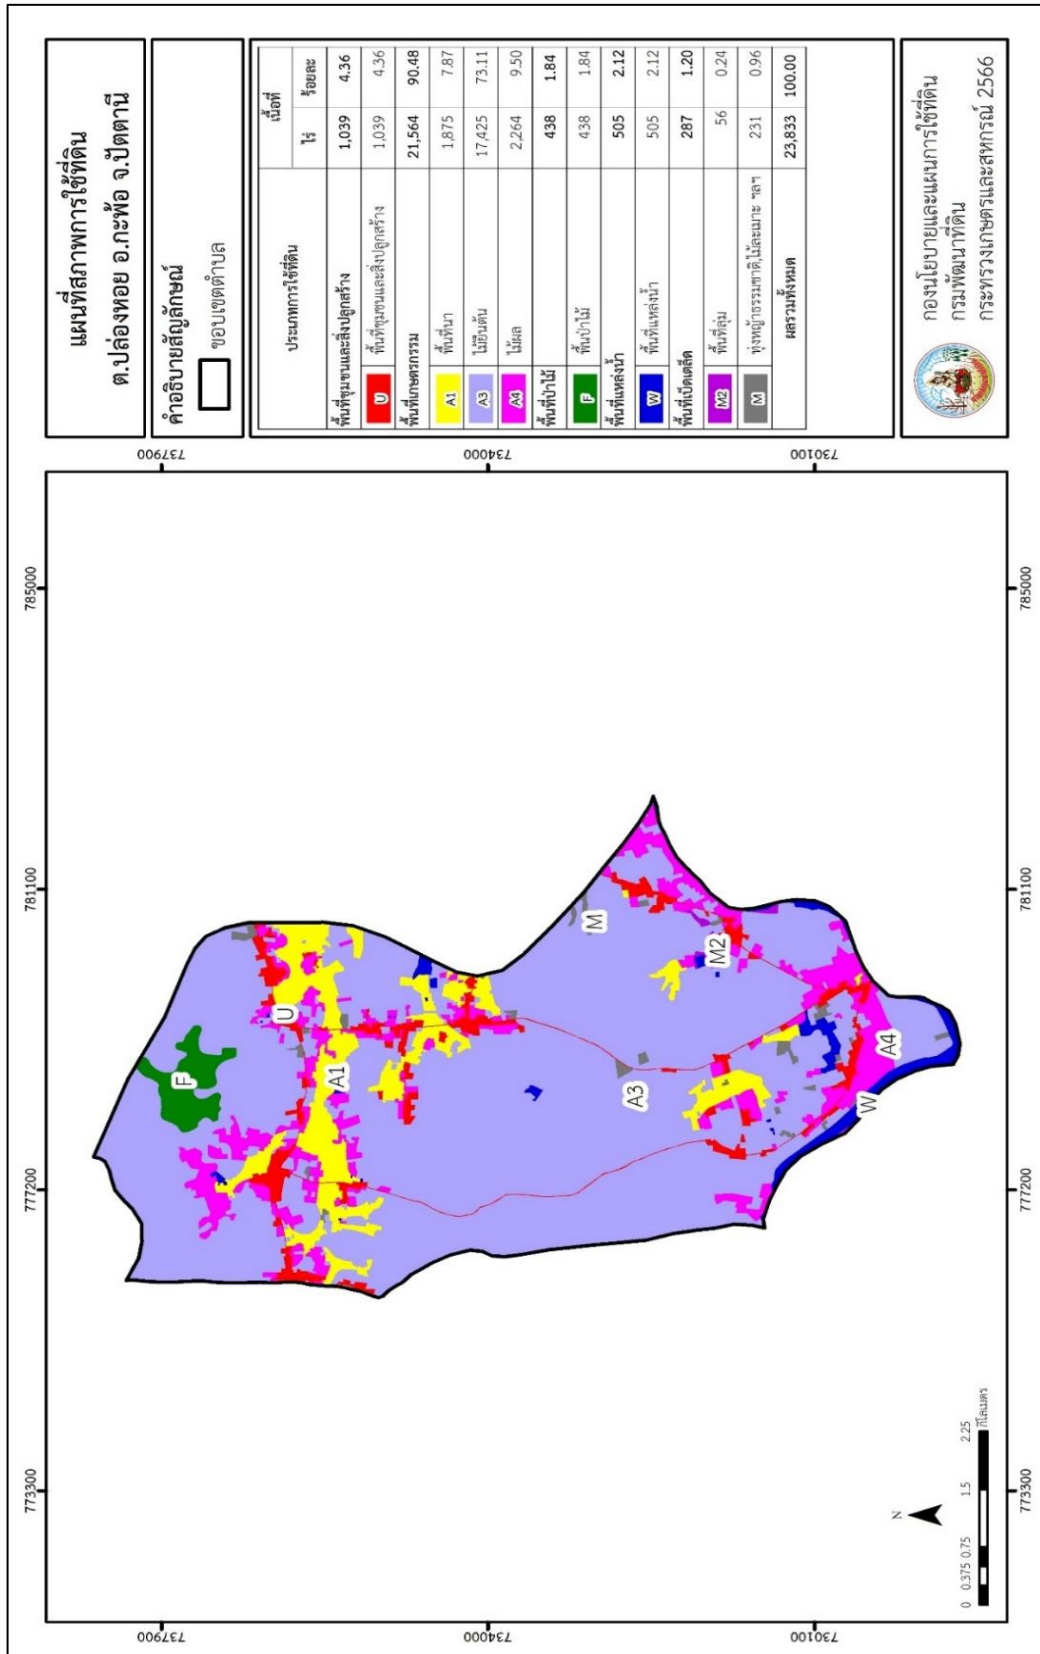 แผนที่สภาพการใช้ที่ดิน
ต.ปล่องหอย อ.กะพ้อ จ.ปัตตานี
คำอธิบายสัญลักษณ์
ขอบเขตตำบล
ประเภทการใช้ที่ดิน เนื้อที่
ไร่ ร้อยละ
พื้นที่ชุมชนและสิ่งปลูกสร้าง 1,039 4.36
U พื้นที่ชุมชนและสิ่งปลูกสร้าง 1,039 4.36
พื้นที่เกษตรกรรม 21,564 90.48
A1 พื้นที่นา 1,875 7.87
A3 ไม้ยืนต้น 17,425 73.11
A4 ไม้ผล 2,264 9.50
พื้นที่ป่าไม้ 438 1.84
F พื้นป่าไม้ 438 1.84
พื้นที่แหล่งน้ำ 505 2.12
W พื้นที่แหล่งน้ำ 505 2.12
พื้นที่เบ็ดเตล็ด 287 1.20
M2 พื้นที่ลุ่ม 56 0.24
M ทุ่งหญ้าธรรมชาติ,ไม้ละเมาะ ฯลฯ 231 0.96
ผลรวมทั้งหมด 23,833 100.00
กองนโยบายและแผนการใช้ที่ดิน
กรมพัฒนาที่ดิน
กระทรวงเกษตรและสหกรณ์ 2566
773300 777200 781100 785000
737900 737900
734000 734000
730100 730100
773300 777200 781100 785000
F
U
A1
M
A3
M2
W
A4
N
0 0.375 0.75 1.5 2.25
กิโลเมตร